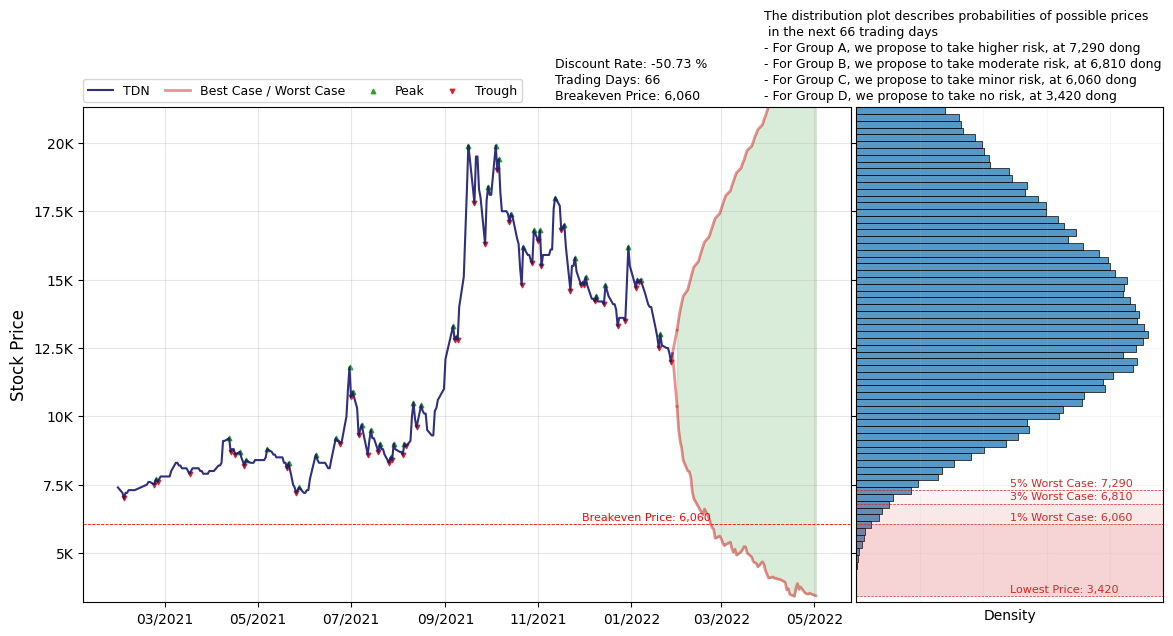 The distribution plot describes probabilities of possible prices
in the next 66 trading days
- For Group A, we propose to take higher risk, at 7,290 dong
- For Group B, we propose to take moderate risk, at 6,810 dong
- For Group C, we propose to take minor risk, at 6,060 dong
- For Group D, we propose to take no risk, at 3,420 dong
Discount Rate: -50.73 %
Trading Days: 66
Breakeven Price: 6,060
TDN
Best Case / Worst Case
Peak
Trough
Stock Price
20K
17.5K
15K
12.5K
10K
7.5K
5K
Breakeven Price: 6,060
5% Worst Case: 7,290
3% Worst Case: 6,810
1% Worst Case: 6,060
Lowest Price: 3,420
03/2021
05/2021
07/2021
09/2021
11/2021
01/2022
03/2022
05/2022
Density